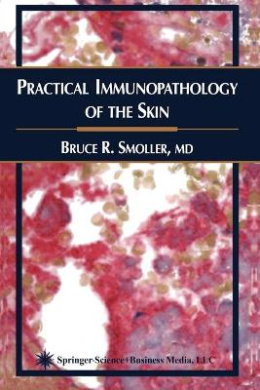 PRACTICAL IMMUNOPATHOLOGY
OF THE SKIN
BRUCE R. SMOLLER, MD
Springer-Science+Business Media, LLC